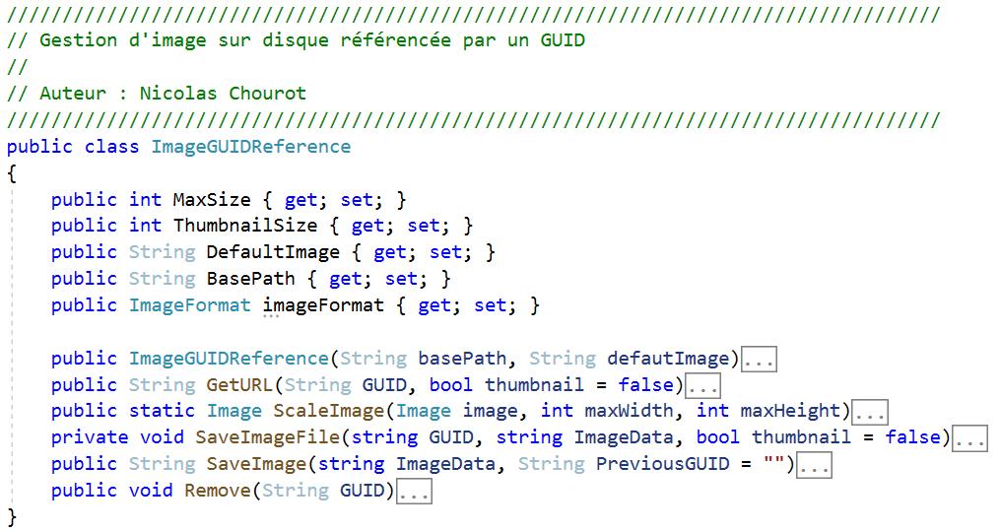 ////////////////////////////////////////////////////////////////////////////////////
// Gestion d'image sur disque référencée par un GUID
//
// Auteur : Nicolas Chourot
////////////////////////////////////////////////////////////////////////////////////
public class ImageGUIDReference
{
    public int MaxSize { get; set; }
    public int ThumbnailSize { get; set; }
    public String DefaultImage { get; set; }
    public String BasePath { get; set; }
    public ImageFormat imageFormat { get; set; }

    public ImageGUIDReference(String basePath, String defautImage)...
    public String GetURL(String GUID, bool thumbnail = false)...
    public static Image ScaleImage(Image image, int maxWidth, int maxHeight)...
    private void SaveImageFile(string GUID, string ImageData, bool thumbnail = false)...
    public String SaveImage(string ImageData, String PreviousGUID = "")...
    public void Remove(String GUID)...
}